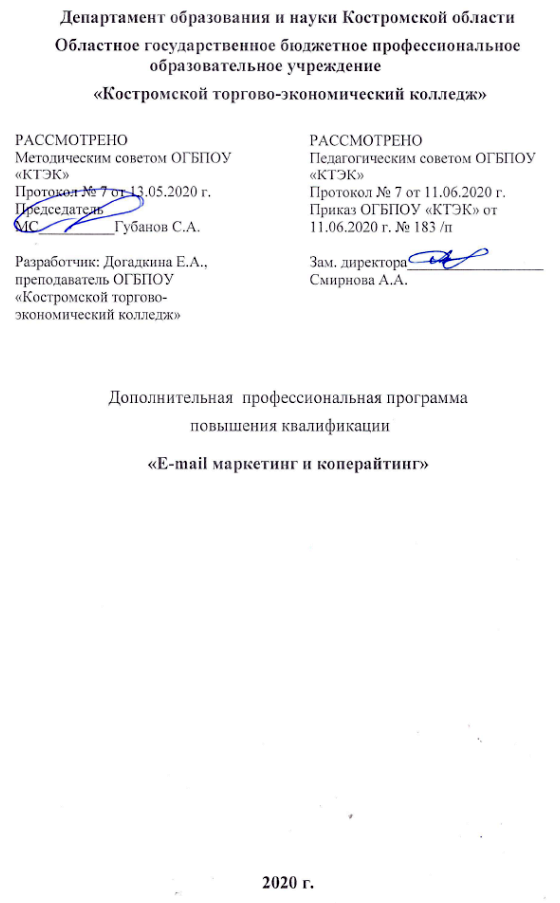 Департамент образования и науки Костромской области
Областное государственное бюджетное профессиональное
образовательное учреждение
«Костромской торгово-экономический колледж»
РАССМОТРЕНО
Методическим советом ОГБПОУ
«КТЭК»
Протокол № 7 от 13.05.2020 г.
Председатель
МС____________Губанов С.А.
Разработчик: Догадкина Е.А.,
преподаватель ОГБПОУ
«Костромской торгово-
экономический колледж»
РАССМОТРЕНО
Педагогическим советом ОГБПОУ
«КТЭК»
Протокол № 7 от 11.06.2020 г.
Приказ ОГБПОУ «КТЭК» от
11.06.2020 г. № 183 /п
Зам. директора__________________
Смирнова А.А.
Дополнительная профессиональная программа
повышения квалификации
«E-mail маркетинг и коперайтинг»
2020 г.